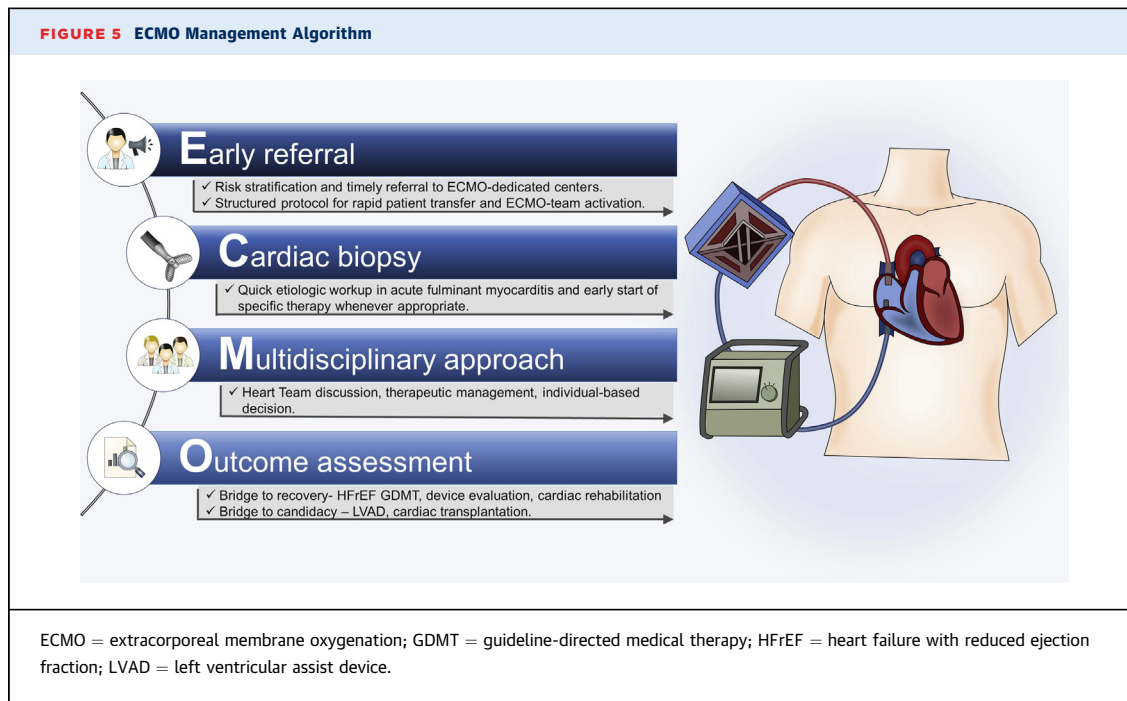 FIGURE 5 ECMO Management Algorithm
Early referral
✓ Risk stratification and timely referral to ECMO-dedicated centers.
✓ Structured protocol for rapid patient transfer and ECMO-team activation.
Cardiac biopsy
✓ Quick etiologic workup in acute fulminant myocarditis and early start of
specific therapy whenever appropriate.
Multidisciplinary approach
✓ Heart Team discussion, therapeutic management, individual-based
decision.
Outcome assessment
✓ Bridge to recovery- HFrEF GDMT, device evaluation, cardiac rehabilitation
✓ Bridge to candidacy – LVAD, cardiac transplantation.
ECMO = extracorporeal membrane oxygenation; GDMT = guideline-directed medical therapy; HFrEF = heart failure with reduced ejection
fraction; LVAD = left ventricular assist device.